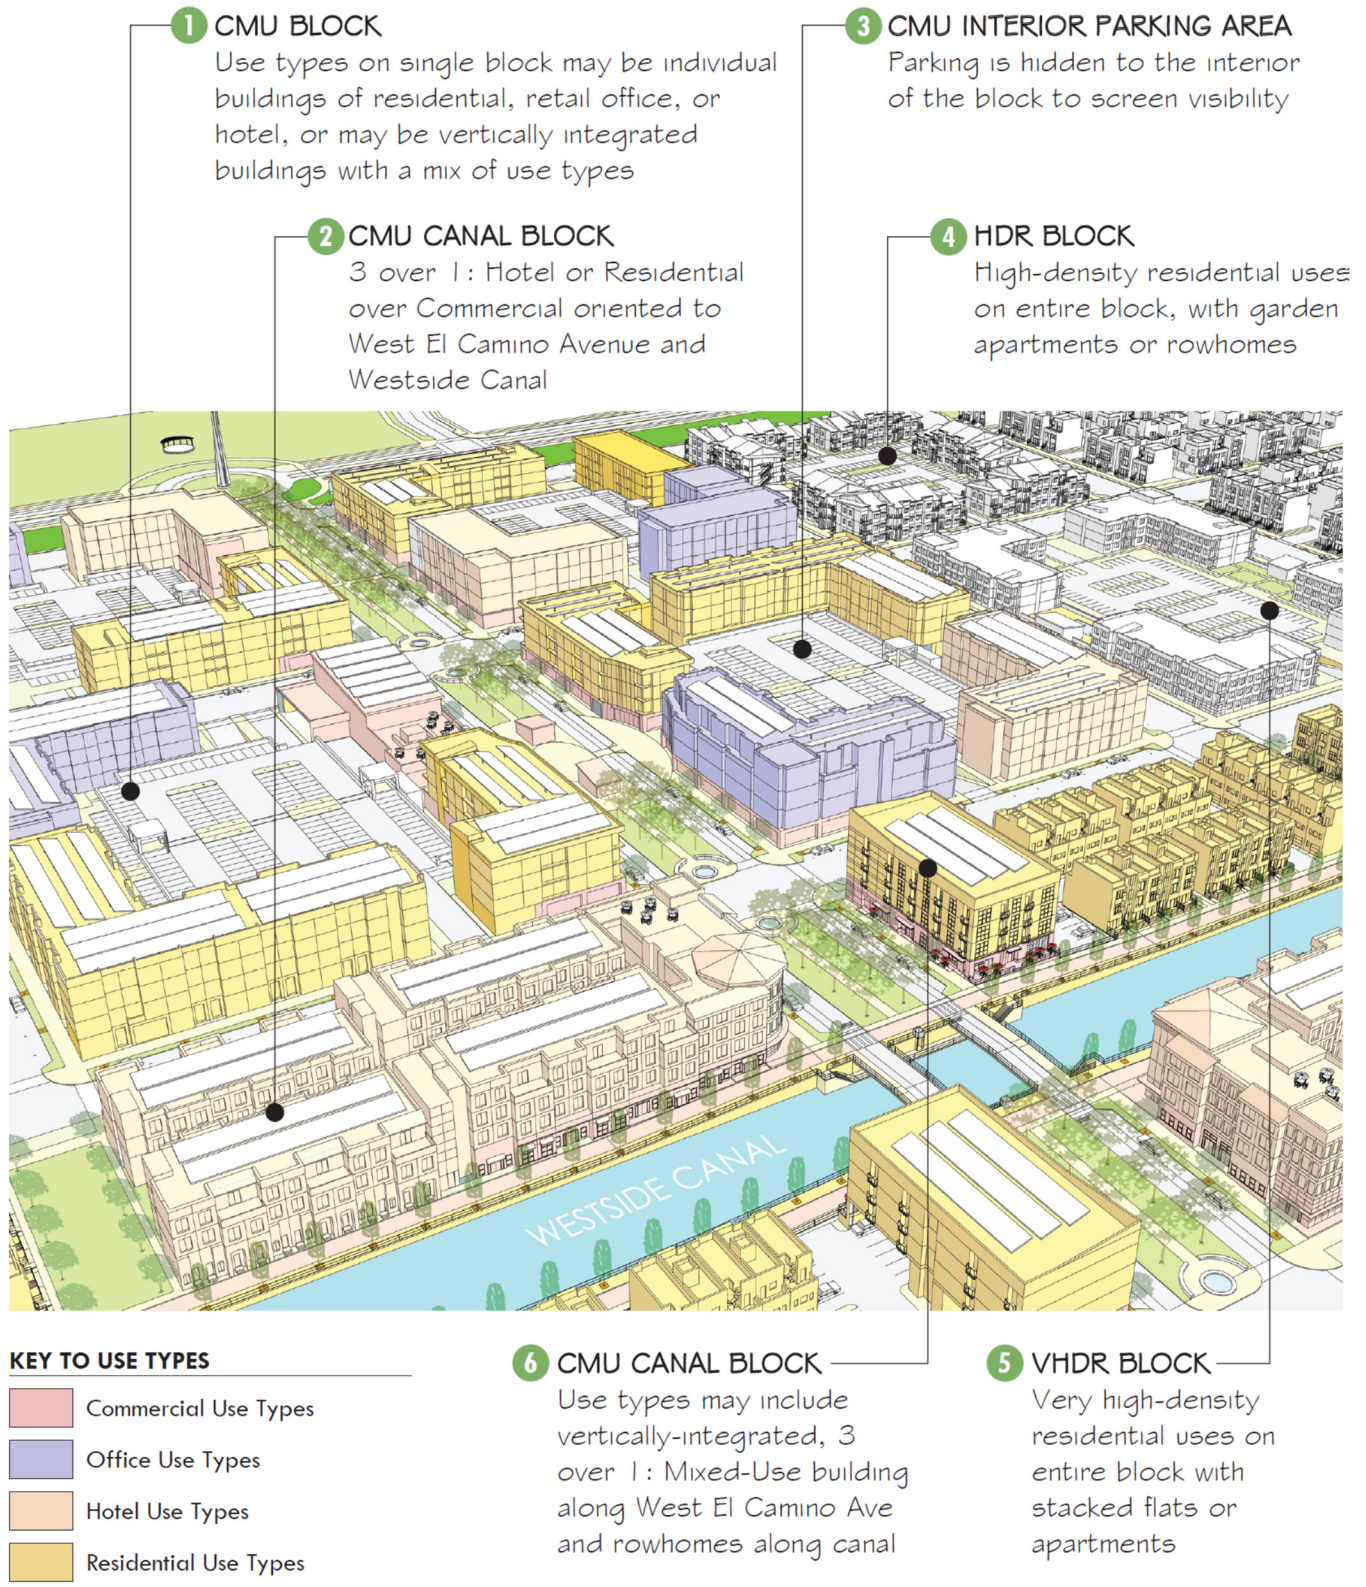 1 CMU BLOCK
Use types on single block may be individual
buildings of residential, retail office, or
hotel, or may be vertically integrated
buildings with a mix of use types
3 CMU INTERIOR PARKING AREA
Parking is hidden to the interior
of the block to screen visibility
2 CMU CANAL BLOCK
3 over 1: Hotel or Residential
over Commercial oriented to
West El Camino Avenue and
Westside Canal
4 HDR BLOCK
High-density residential uses
on entire block, with garden
apartments or rowhomes
WESTSIDE CANAL
KEY TO USE TYPES
Commercial Use Types
Office Use Types
Hotel Use Types
Residential Use Types
6 CMU CANAL BLOCK
Use types may include
vertically-integrated, 3
over 1: Mixed-Use building
along West El Camino Ave
and rowhomes along canal
5 VHDR BLOCK
Very high-density
residential uses on
entire block with
stacked flats or
apartments